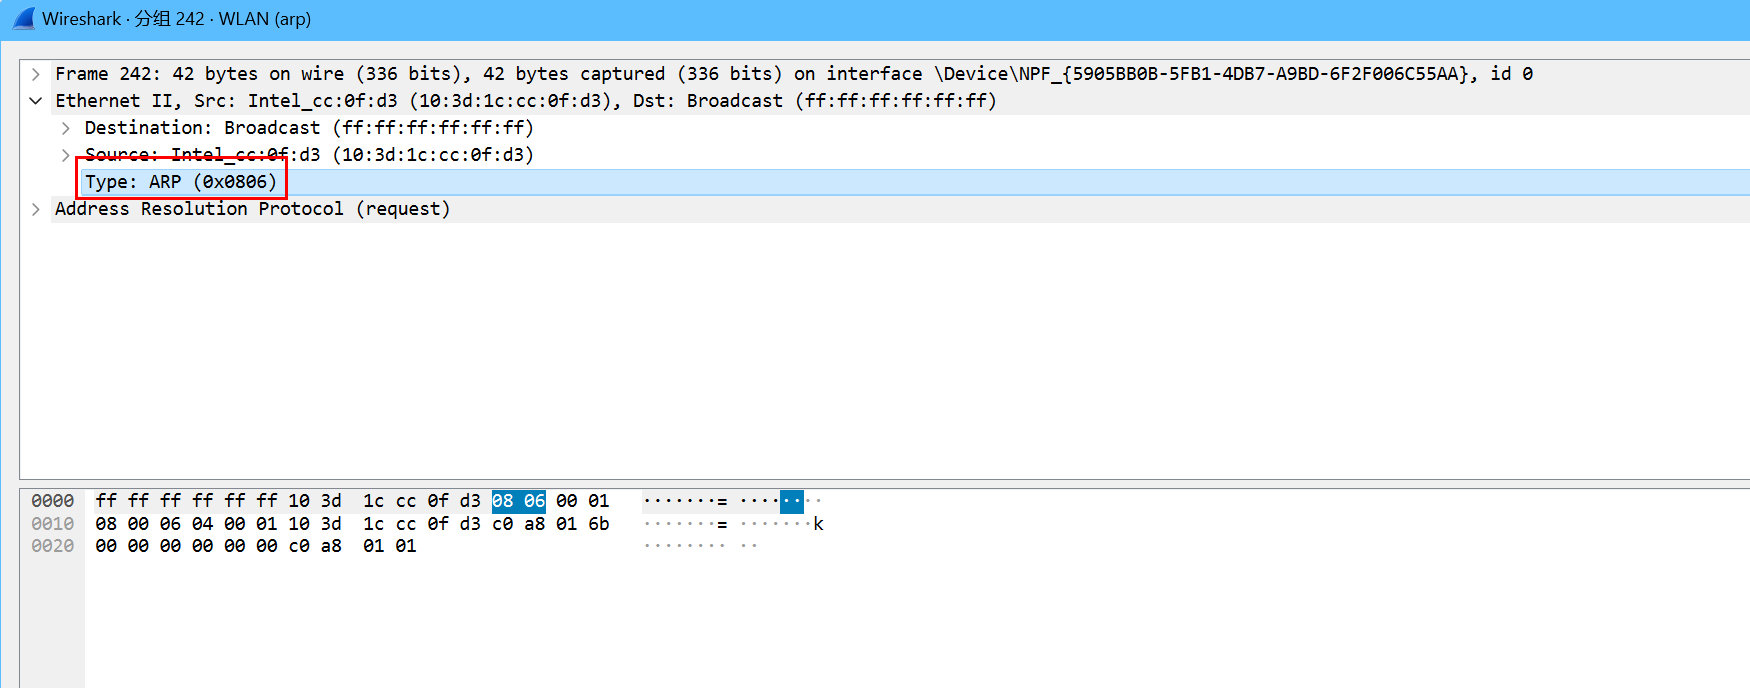 Wireshark · 分组 242 · WLAN (arp)
Frame 242: 42 bytes on wire (336 bits), 42 bytes captured (336 bits) on interface \Device\NPF_{5905BB0B-5FB1-4DB7-A9BD-6F2F006C55AA}, id 0
Ethernet II, Src: Intel_cc:0f:d3 (10:3d:1c:cc:0f:d3), Dst: Broadcast (ff:ff:ff:ff:ff:ff)
Destination: Broadcast (ff:ff:ff:ff:ff:ff)
Source: Intel_cc:0f:d3 (10:3d:1c:cc:0f:d3)
Type: ARP (0x0806)
Address Resolution Protocol (request)
0000 ff ff ff ff ff ff 10 3d 1c cc 0f d3 08 06 00 01 ·······= ········
0010 08 00 06 04 00 01 10 3d 1c cc 0f d3 c0 a8 01 6b ·······= ·······k
0020 00 00 00 00 00 00 c0 a8 01 01 ········ ··